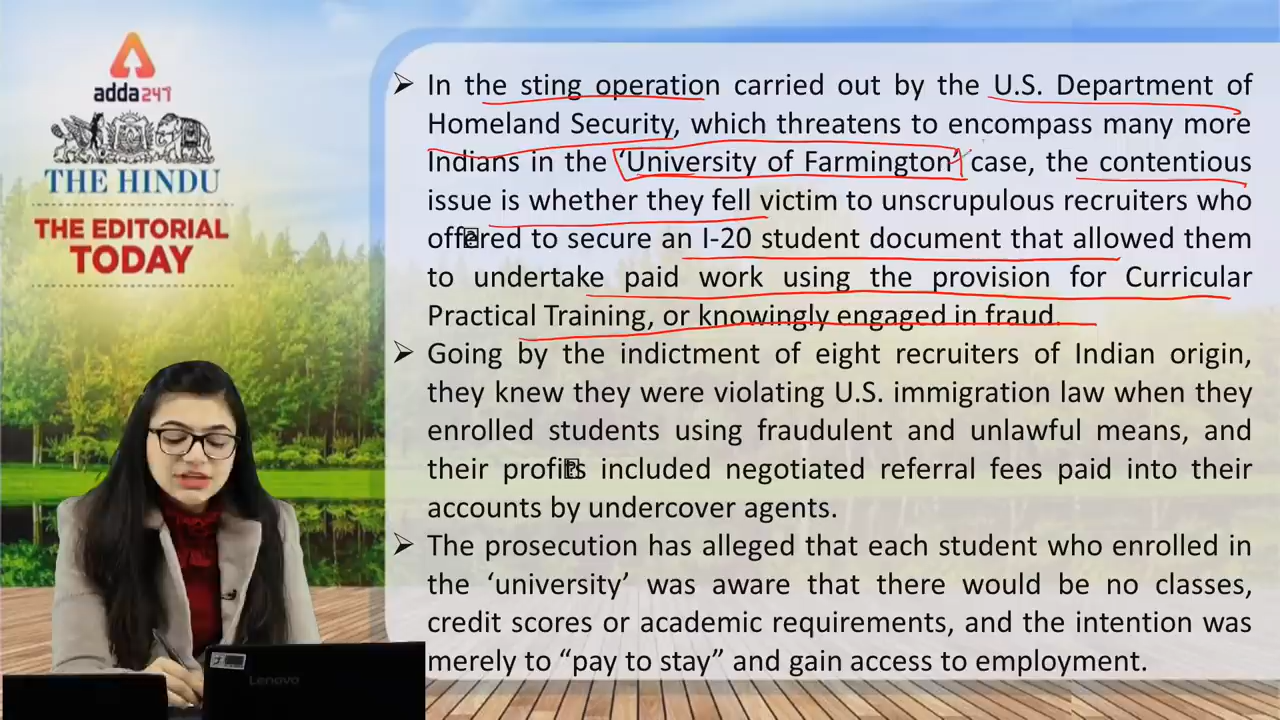 adda247
THE HINDU
THE EDITORIAL
TODAY
➢ In the sting operation carried out by the U.S. Department of
Homeland Security, which threatens to encompass many more
Indians in the ‘University of Farmington’ case, the contentious
issue is whether they fell victim to unscrupulous recruiters who
offered to secure an I-20 student document that allowed them
to undertake paid work using the provision for Curricular
Practical Training, or knowingly engaged in fraud.
➢ Going by the indictment of eight recruiters of Indian origin,
they knew they were violating U.S. immigration law when they
enrolled students using fraudulent and unlawful means, and
their profits included negotiated referral fees paid into their
accounts by undercover agents.
➢ The prosecution has alleged that each student who enrolled in
the ‘university’ was aware that there would be no classes,
credit scores or academic requirements, and the intention was
merely to “pay to stay” and gain access to employment.
Lenovo